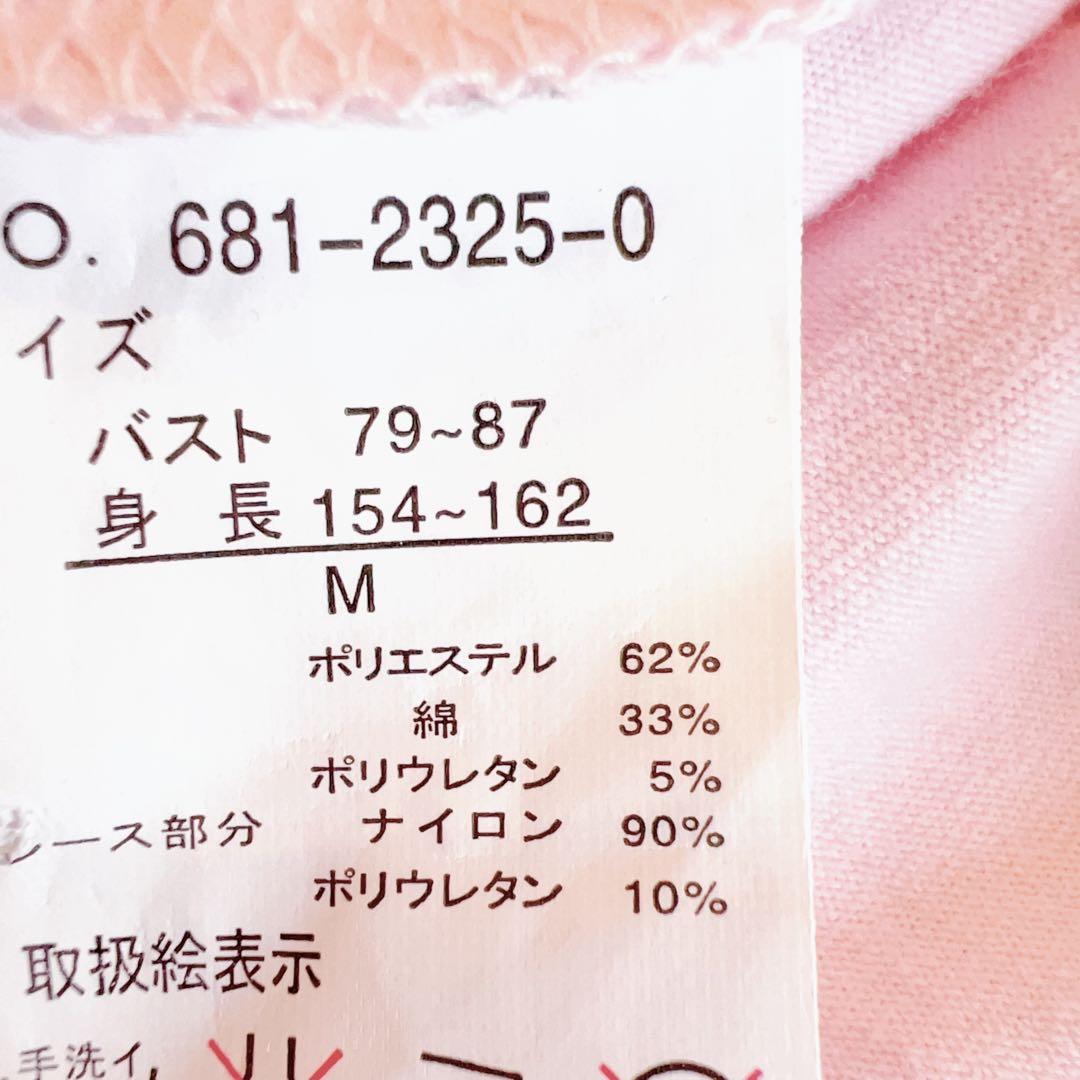 O. 681-2325-0
イズ
バスト 79~87
身 長 154~162
M
ポリエステル 62%
綿 33%
ポリウレタン 5%
レース部分 ナイロン 90%
ポリウレタン 10%
取扱絵表示
手洗イ